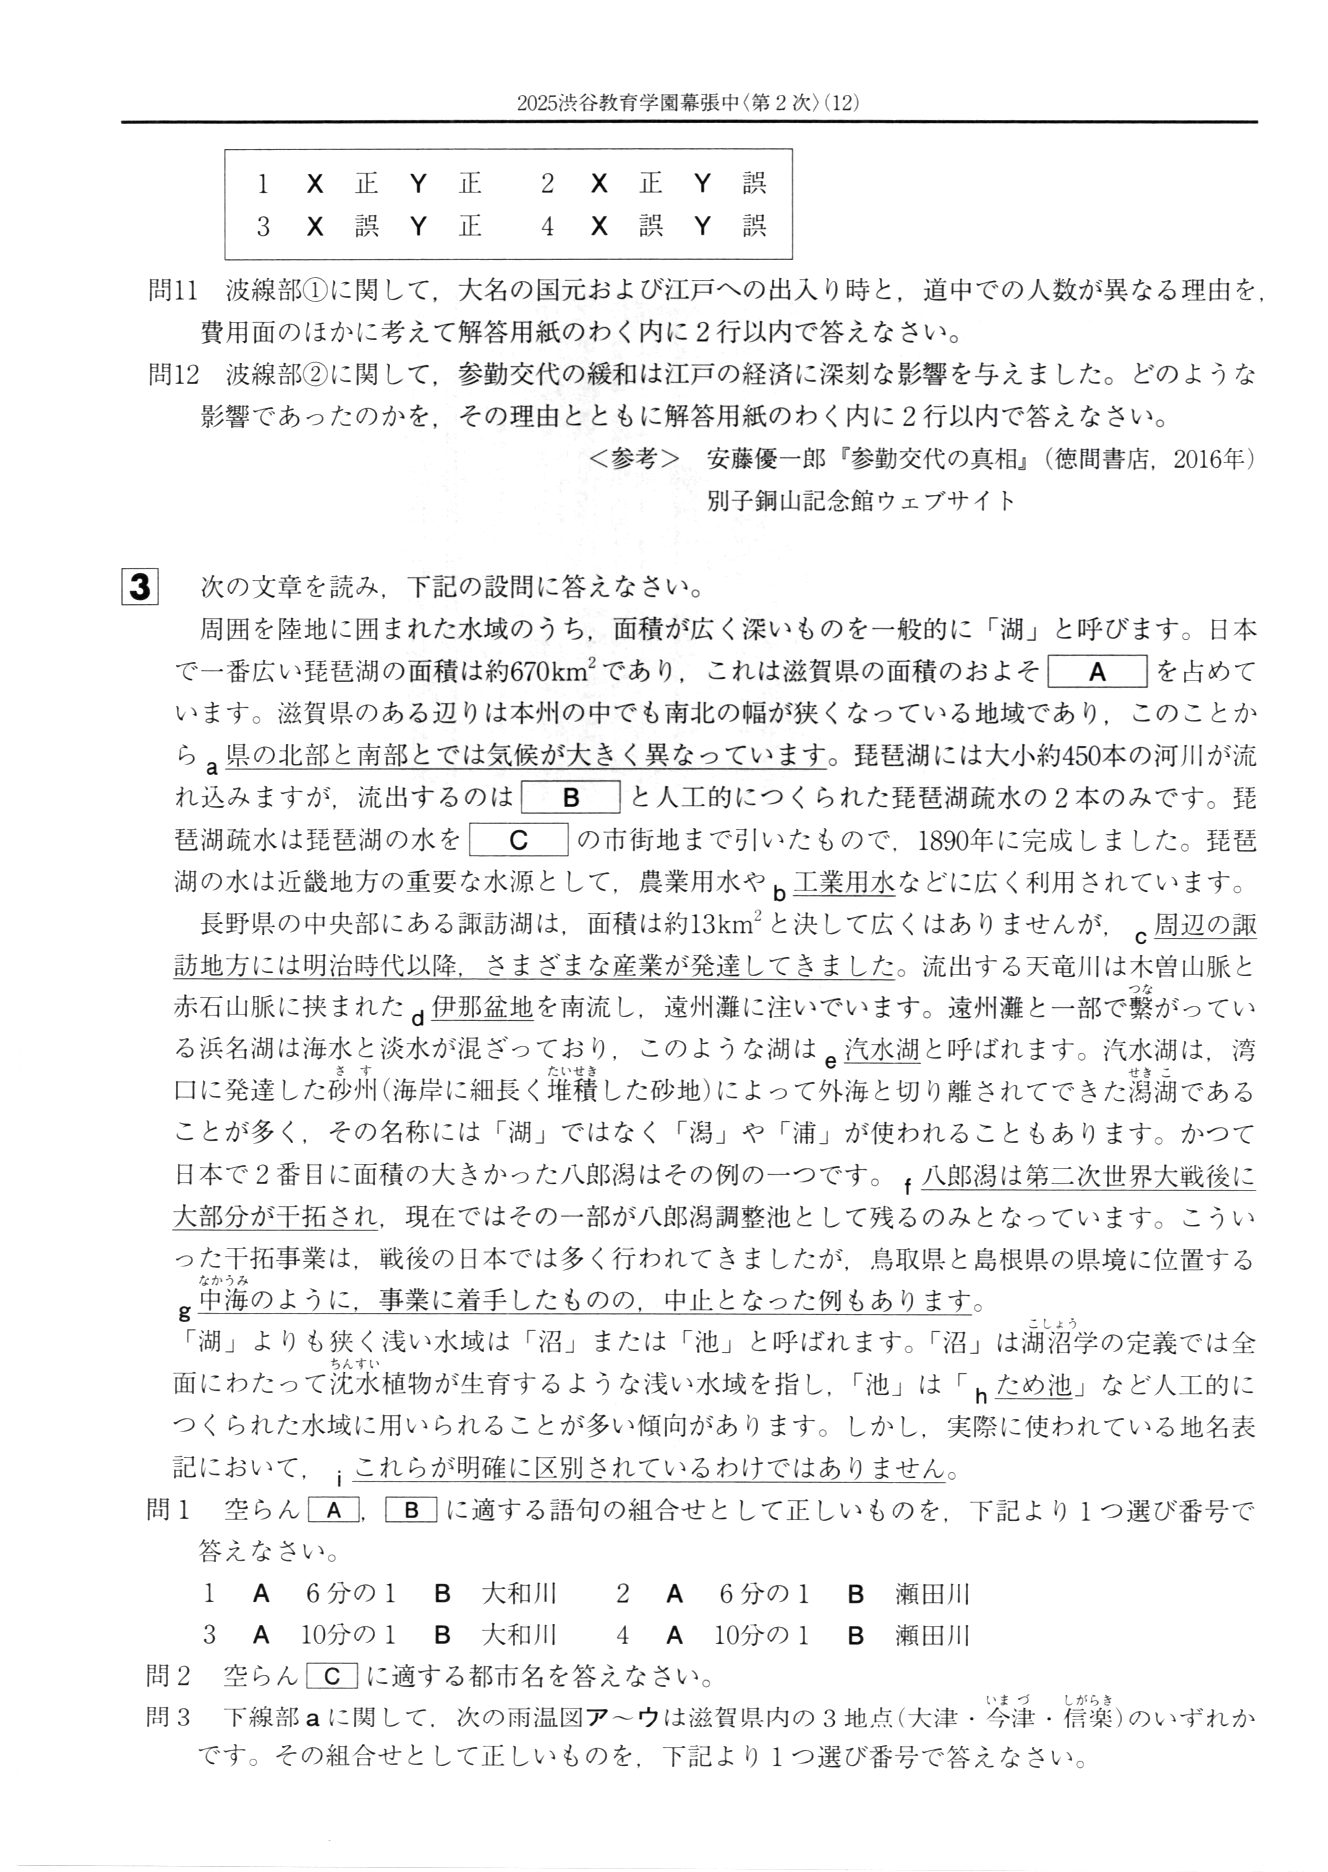 2025渋谷教育学園幕張中〈第2次〉(12)
1 X 正 Y 正 2 X 正 Y 誤
3 X 誤 Y 正 4 X 誤 Y 誤
問11 波線部①に関して，大名の国元および江戸への出入り時と，道中での人数が異なる理由を，
費用面のほかに考えて解答用紙のわく内に2行以内で答えなさい。
問12 波線部②に関して，参勤交代の緩和は江戸の経済に深刻な影響を与えました。どのような
影響であったのかを，その理由とともに解答用紙のわく内に2行以内で答えなさい。
＜参考＞ 安藤優一郎『参勤交代の真相』（徳間書店，2016年）
別子銅山記念館ウェブサイト
3 次の文章を読み，下記の設問に答えなさい。
周囲を陸地に囲まれた水域のうち，面積が広く深いものを一般的に「湖」と呼びます。日本
で一番広い琵琶湖の面積は約670km²であり，これは滋賀県の面積のおよそ A を占めて
います。滋賀県のある辺りは本州の中でも南北の幅が狭くなっている地域であり，このことか
ら a 県の北部と南部とでは気候が大きく異なっています。琵琶湖には大小約450本の河川が流
れ込みますが，流出するのは B と人工的につくられた琵琶湖疏水の2本のみです。琵
琶湖疏水は琵琶湖の水を C の市街地まで引いたもので，1890年に完成しました。琵琶
湖の水は近畿地方の重要な水源として，農業用水や b 工業用水などに広く利用されています。
長野県の中央部にある諏訪湖は，面積は約13km²と決して広くはありませんが， c 周辺の諏
訪地方には明治時代以降，さまざまな産業が発達してきました。流出する天竜川は木曽山脈と
赤石山脈に挟まれた d 伊那盆地を南流し，遠州灘に注いでいます。遠州灘と一部で繫がってい
る浜名湖は海水と淡水が混ざっており，このような湖は e 汽水湖と呼ばれます。汽水湖は，湾
口に発達した砂州(海岸に細長く堆積した砂地)によって外海と切り離されてできた潟湖である
ことが多く，その名称には「湖」ではなく「潟」や「浦」が使われることもあります。かつて
日本で2番目に面積の大きかった八郎潟はその例の一つです。 f 八郎潟は第二次世界大戦後に
大部分が干拓され，現在ではその一部が八郎潟調整池として残るのみとなっています。こうい
った干拓事業は，戦後の日本では多く行われてきましたが，鳥取県と島根県の県境に位置する
g 中海のように，事業に着手したものの，中止となった例もあります。
「湖」よりも狭く浅い水域は「沼」または「池」と呼ばれます。「沼」は湖沼学の定義では全
面にわたって沈水植物が生育するような浅い水域を指し，「池」は「 h ため池」など人工的に
つくられた水域に用いられることが多い傾向があります。しかし，実際に使われている地名表
記において， i これらが明確に区別されているわけではありません。
問1 空らん A ， B に適する語句の組合せとして正しいものを，下記より1つ選び番号で
答えなさい。
1 A 6分の1 B 大和川 2 A 6分の1 B 瀬田川
3 A 10分の1 B 大和川 4 A 10分の1 B 瀬田川
問2 空らん C に適する都市名を答えなさい。
問3 下線部aに関して，次の雨温図ア～ウは滋賀県内の3地点(大津・今津・信楽)のいずれか
です。その組合せとして正しいものを，下記より1つ選び番号で答えなさい。